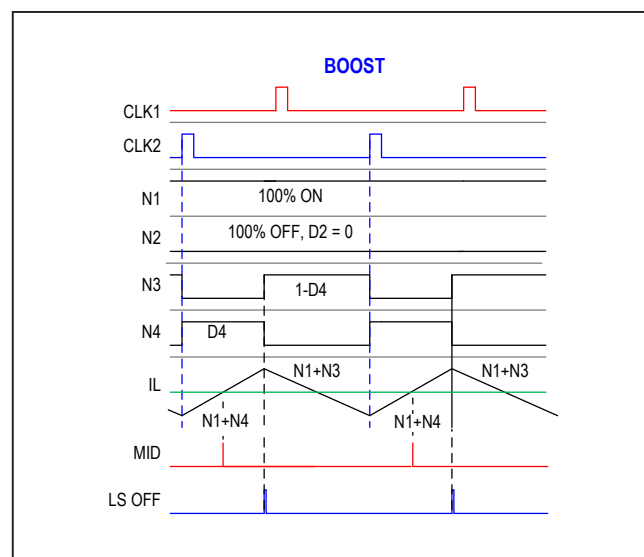 BOOST
CLK1
CLK2
N1
100% ON
N2
100% OFF, D2 = 0
N3
1-D4
N4
D4
N1+N3
N1+N3
IL
N1+N4
N1+N4
MID
LS OFF